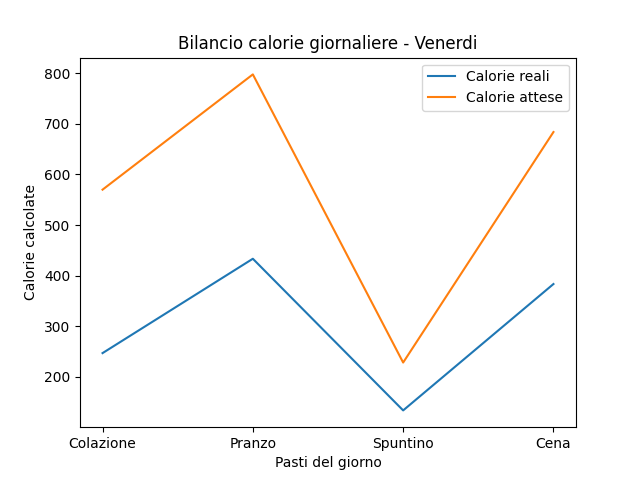 Bilancio calorie giornaliere - Venerdi
Calorie reali
Calorie attese
800
700
600
500
400
300
200
Calorie calcolate
Colazione
Pranzo
Spuntino
Cena
Pasti del giorno